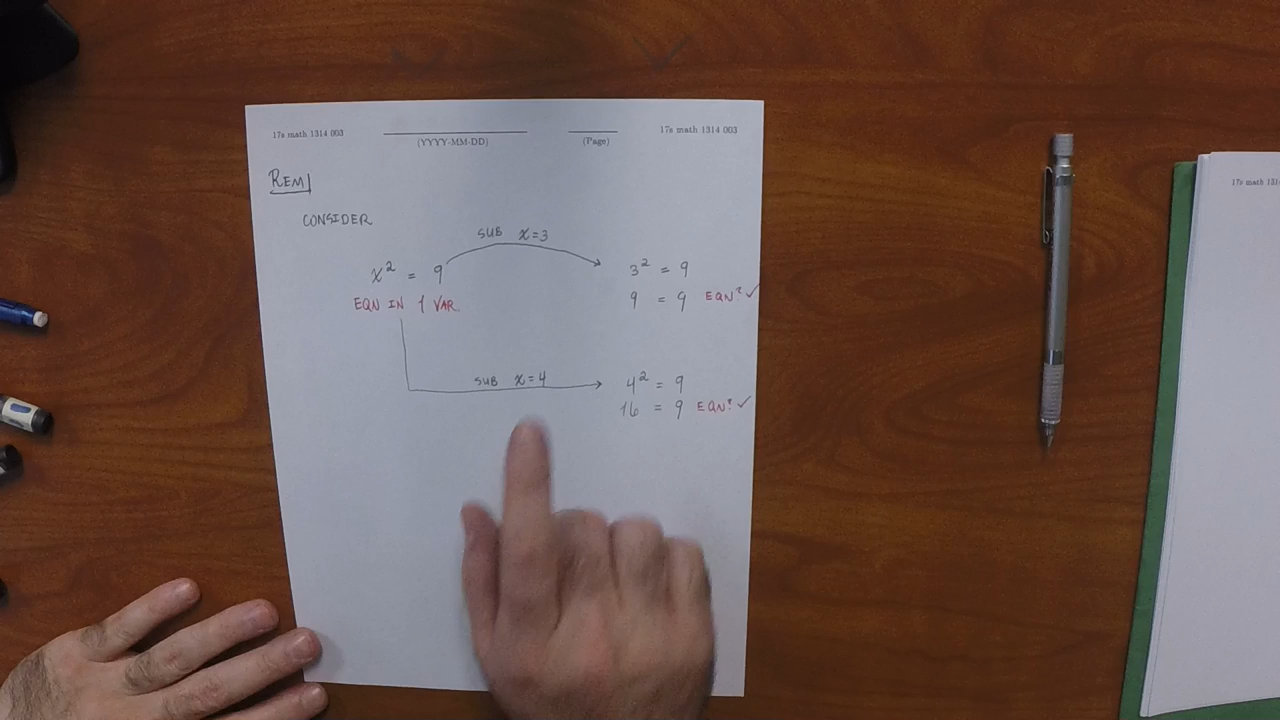 17s math 1314 003
(YYYY-MM-DD)
(Page)
17s math 1314 003
REM
CONSIDER
SUB x=3
x² = 9
3² = 9
EQN IN 1 VAR
9 = 9 EQN? ✓
SUB x=4
4² = 9
16 = 9 EQN? ✓